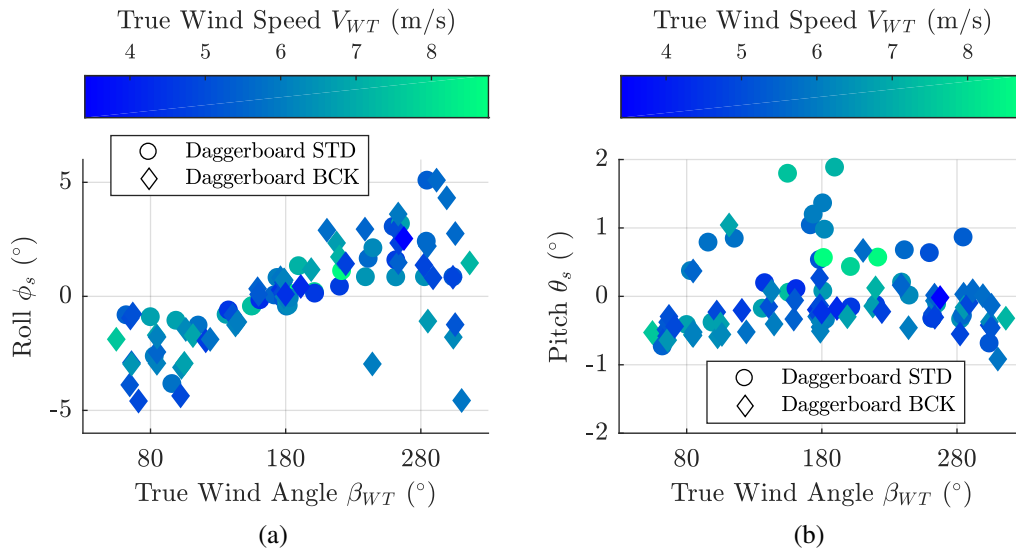 True Wind Speed V_WT (m/s)
4 5 6 7 8
Daggerboard STD
Daggerboard BCK
5
0
-5
Roll ϕ_s (°)
80 180 280
True Wind Angle β_WT (°)
(a)
True Wind Speed V_WT (m/s)
4 5 6 7 8
2
1
0
-1
-2
Pitch θ_s (°)
Daggerboard STD
Daggerboard BCK
80 180 280
True Wind Angle β_WT (°)
(b)